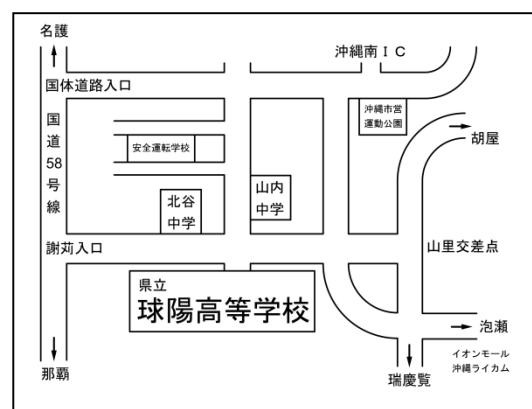 名護
沖縄南IC
国体道路入口
国道58号線
安全運転学校
沖縄市営
運動公園
胡屋
北谷
中学
山内
中学
謝苅入口
山里交差点
県立
球陽高等学校
泡瀬
イオンモール
沖縄ライカム
那覇
瑞慶覧